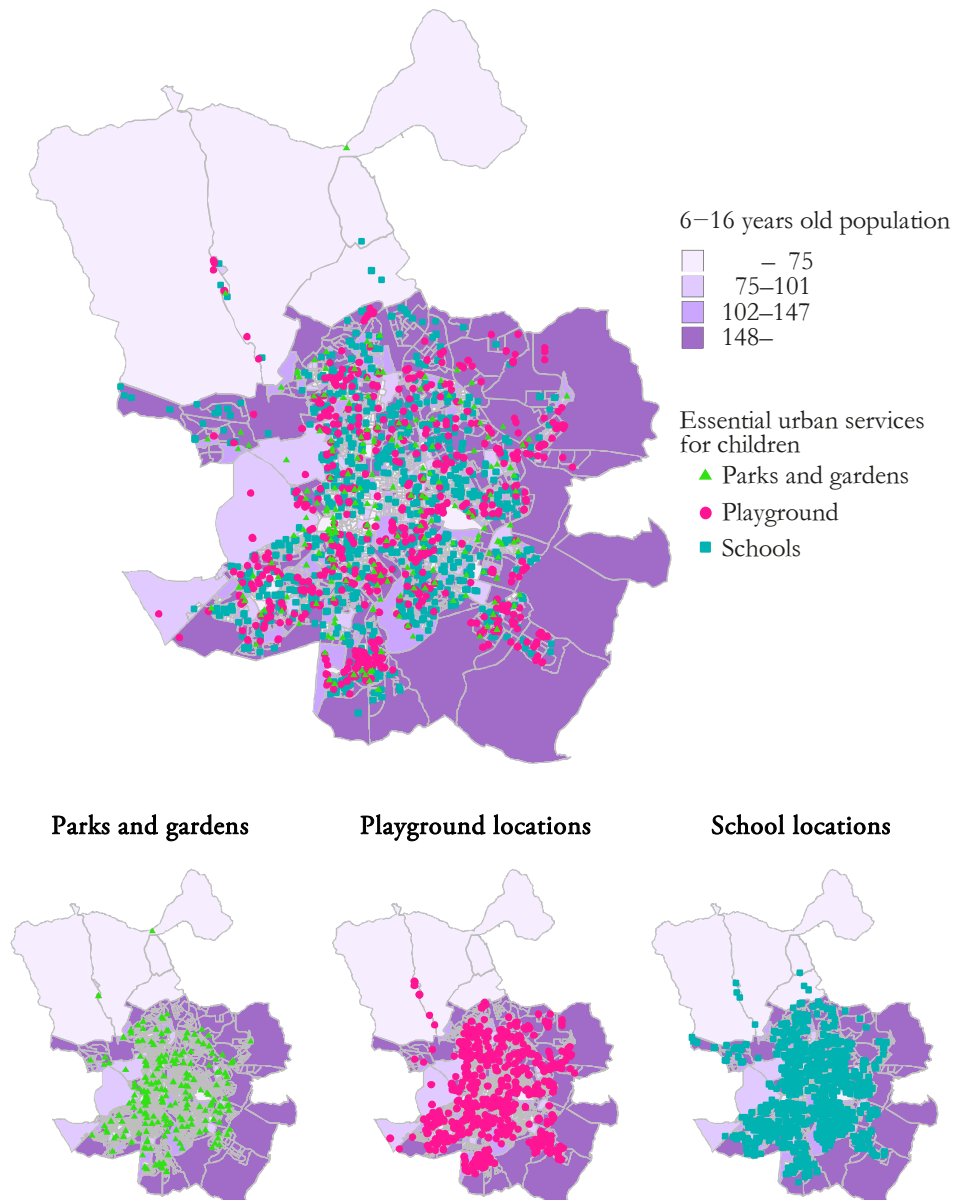 6−16 years old population
– 75
75–101
102–147
148–
Essential urban services
for children
Parks and gardens
Playground
Schools
Parks and gardens
Playground locations
School locations